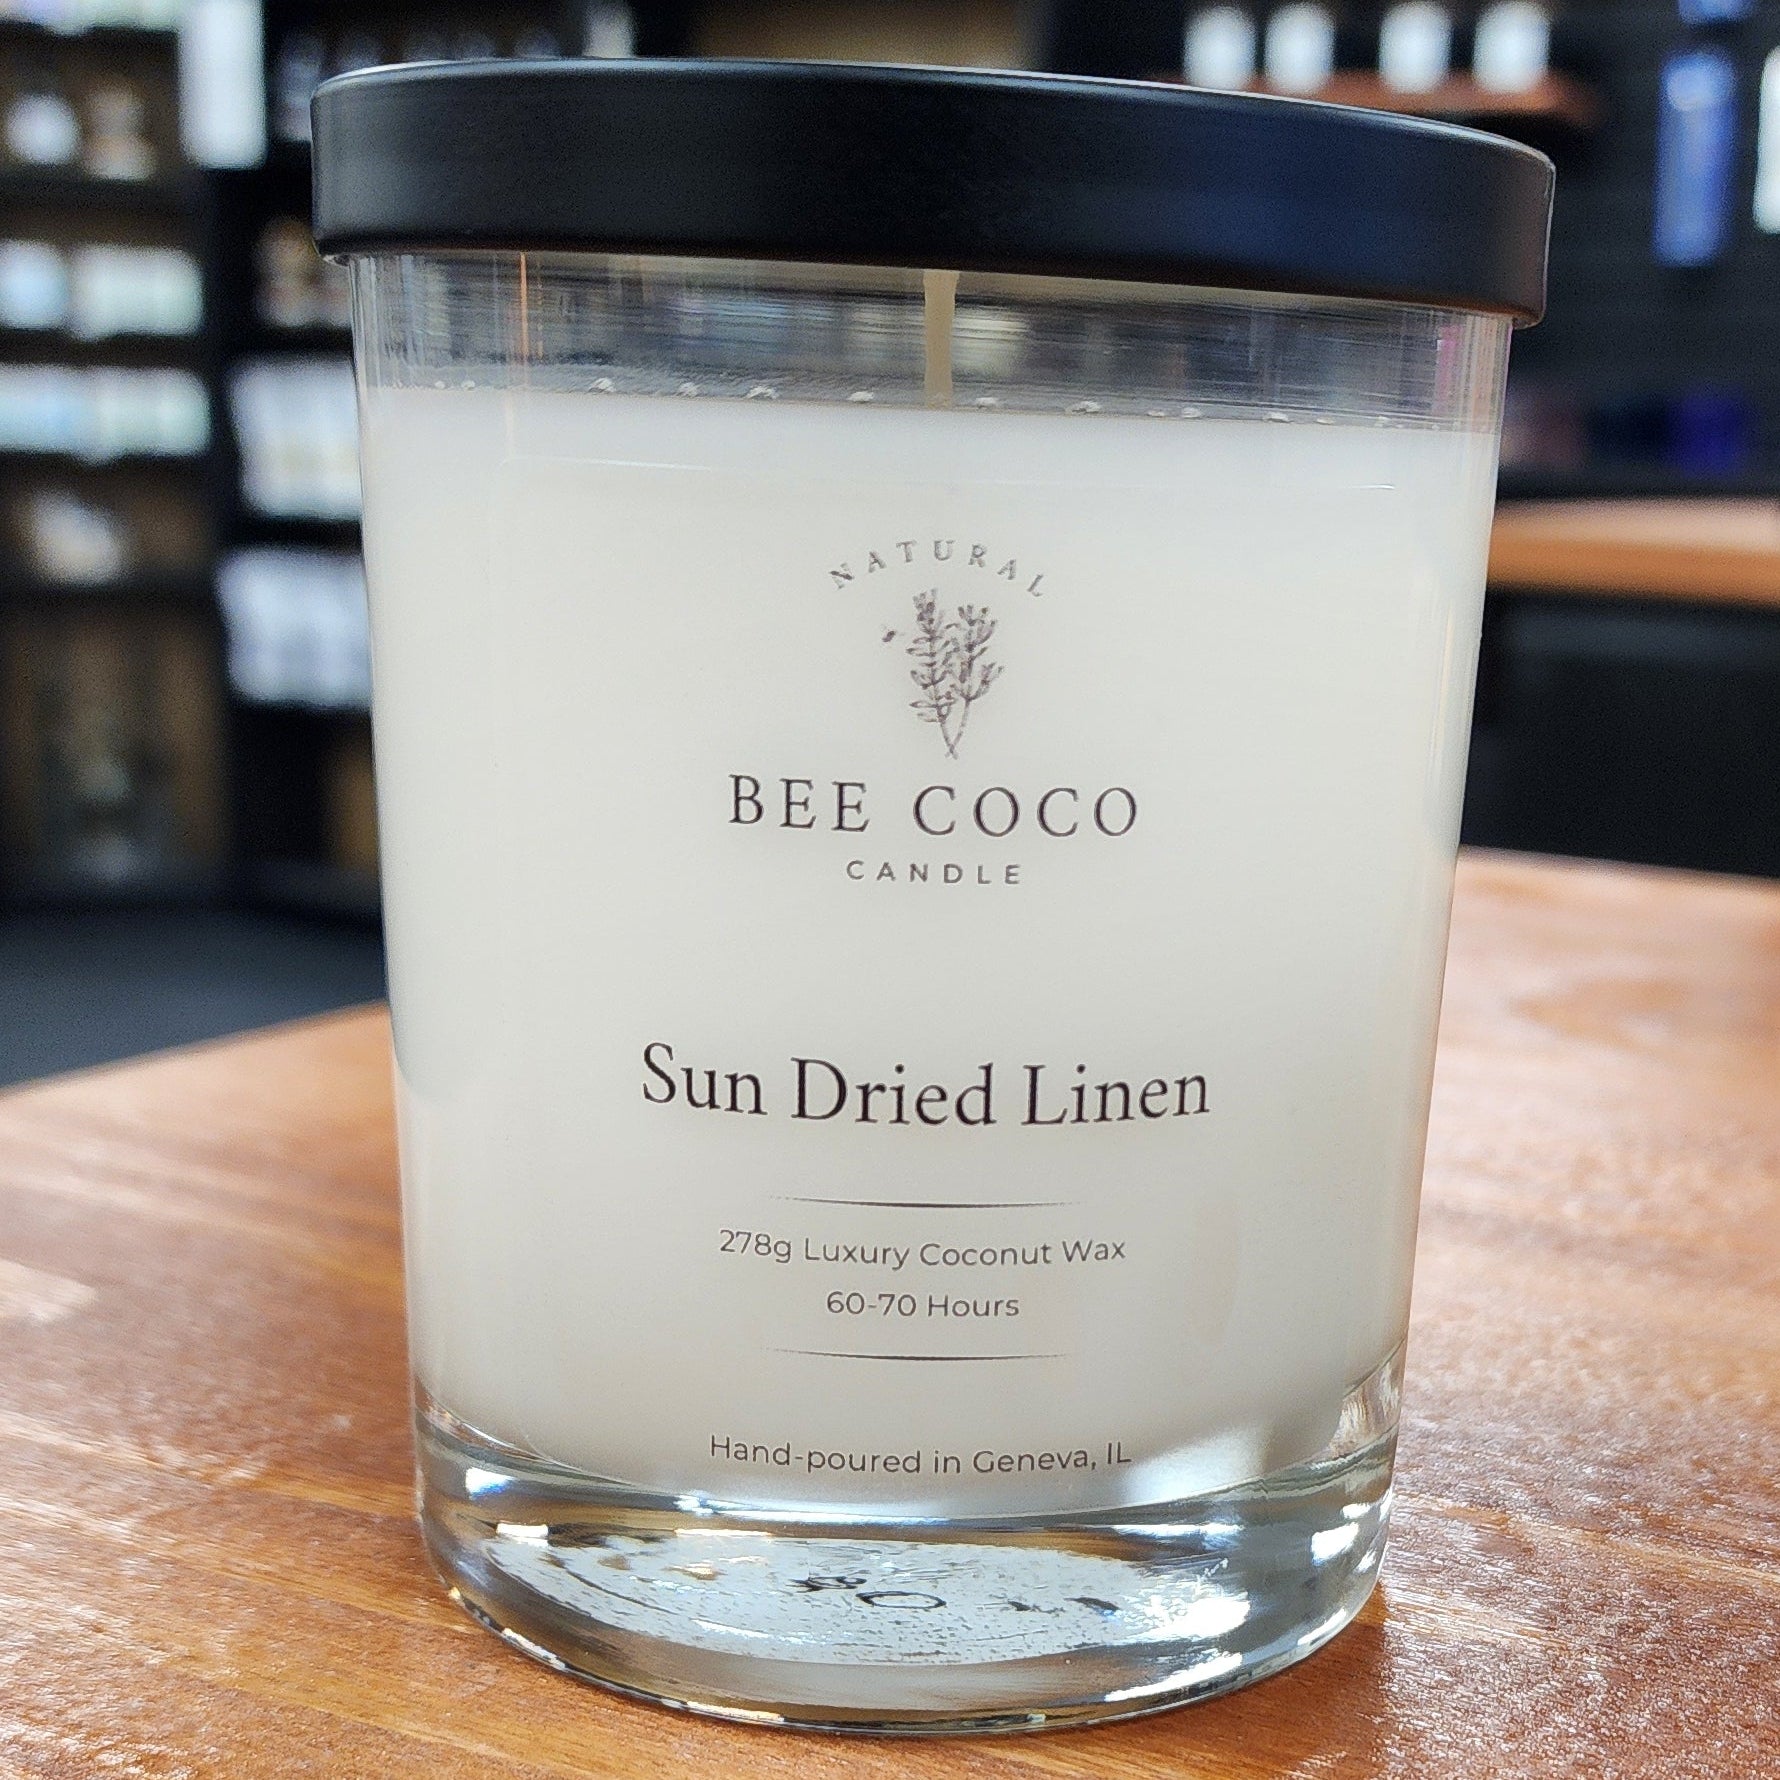 NATURAL
BEE COCO
CANDLE
Sun Dried Linen
278g Luxury Coconut Wax
60-70 Hours
Hand-poured in Geneva, IL